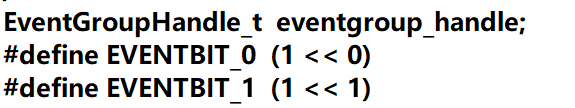 EventGroupHandle_t  eventgroup_handle;
#define EVENTBIT_0  (1 << 0)
#define EVENTBIT_1  (1 << 1)